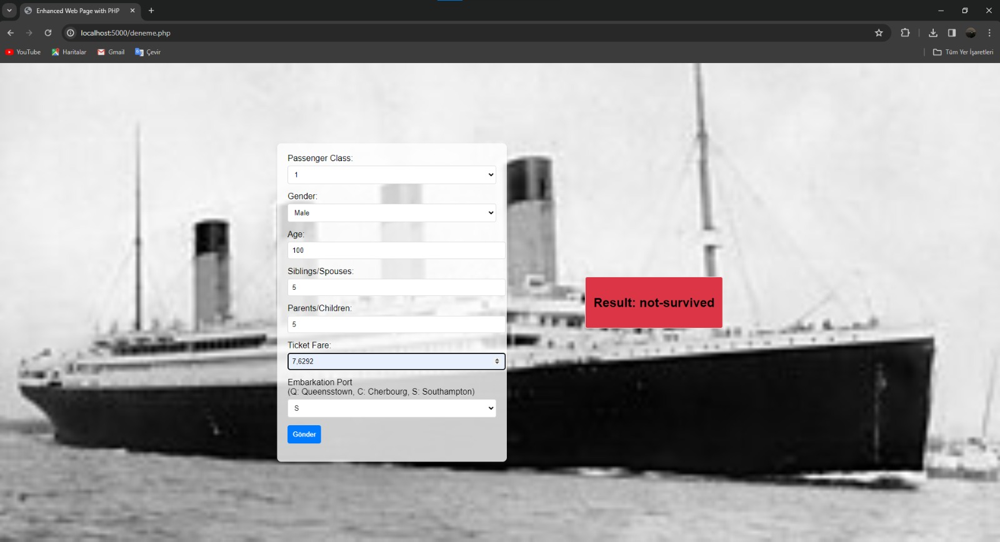 Enhanced Web Page with PHP
localhost:5000/deneme.php
YouTube Haritalar Gmail Çevir Tüm Yer İşaretleri
Passenger Class:
1
Gender:
Male
Age:
100
Siblings/Spouses:
5
Parents/Children:
5
Ticket Fare:
7,6292
Embarkation Port
(Q: Queensstown, C: Cherbourg, S: Southampton)
S
Gönder
Result: not-survived